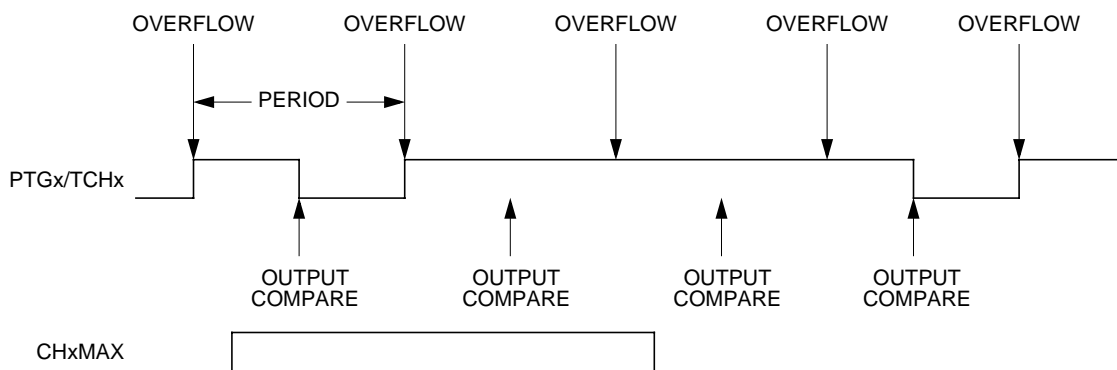 OVERFLOW OVERFLOW OVERFLOW OVERFLOW OVERFLOW
PERIOD
PTGx/TCHx
OUTPUT
COMPARE
OUTPUT
COMPARE
OUTPUT
COMPARE
OUTPUT
COMPARE
CHxMAX